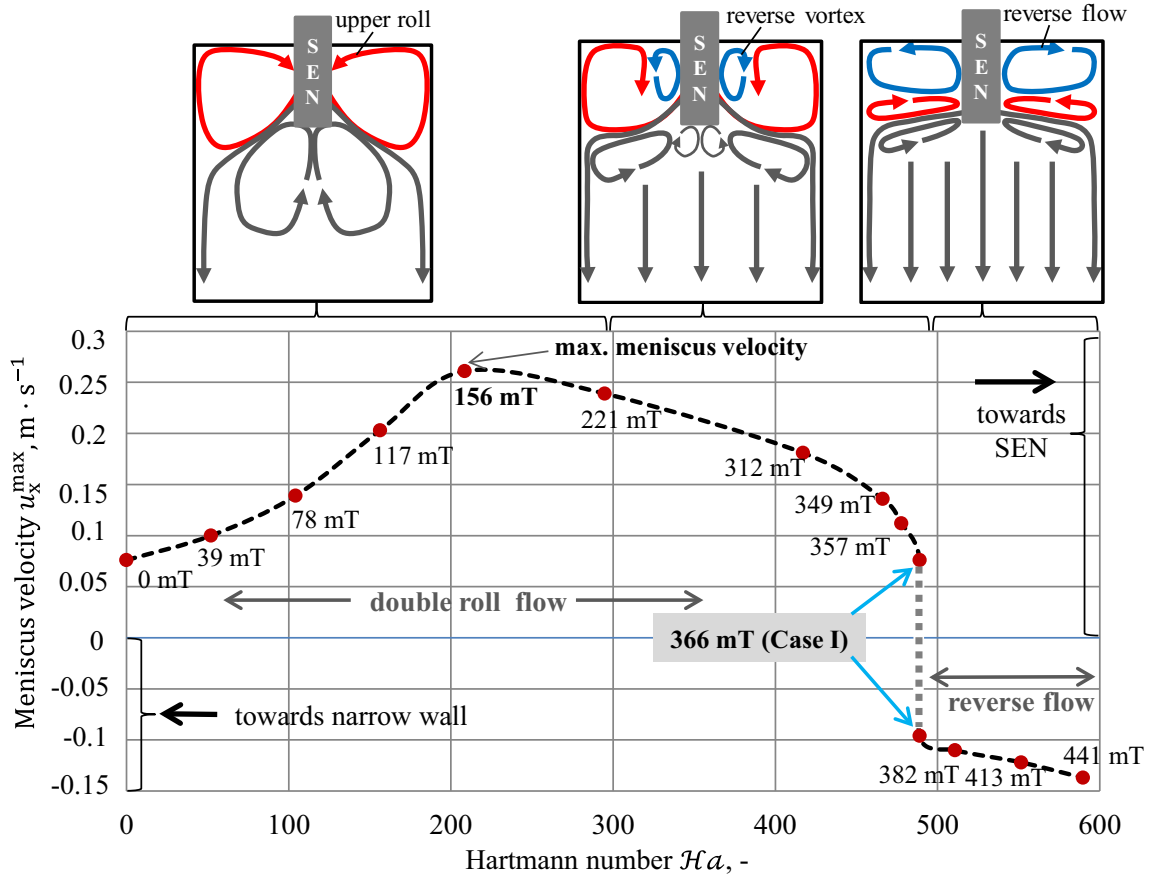 upper roll
reverse vortex
reverse flow
S
E
N
S
E
N
S
E
N
0.3
0.25
0.2
0.15
0.1
0.05
0
-0.05
-0.1
-0.15
Meniscus velocity u_x^max, m · s⁻¹
max. meniscus velocity
156 mT
221 mT
117 mT
78 mT
39 mT
0 mT
312 mT
349 mT
357 mT
towards
SEN
double roll flow
366 mT (Case I)
towards narrow wall
reverse flow
382 mT
413 mT
441 mT
0
100
200
300
400
500
600
Hartmann number ℋ𝒶, -